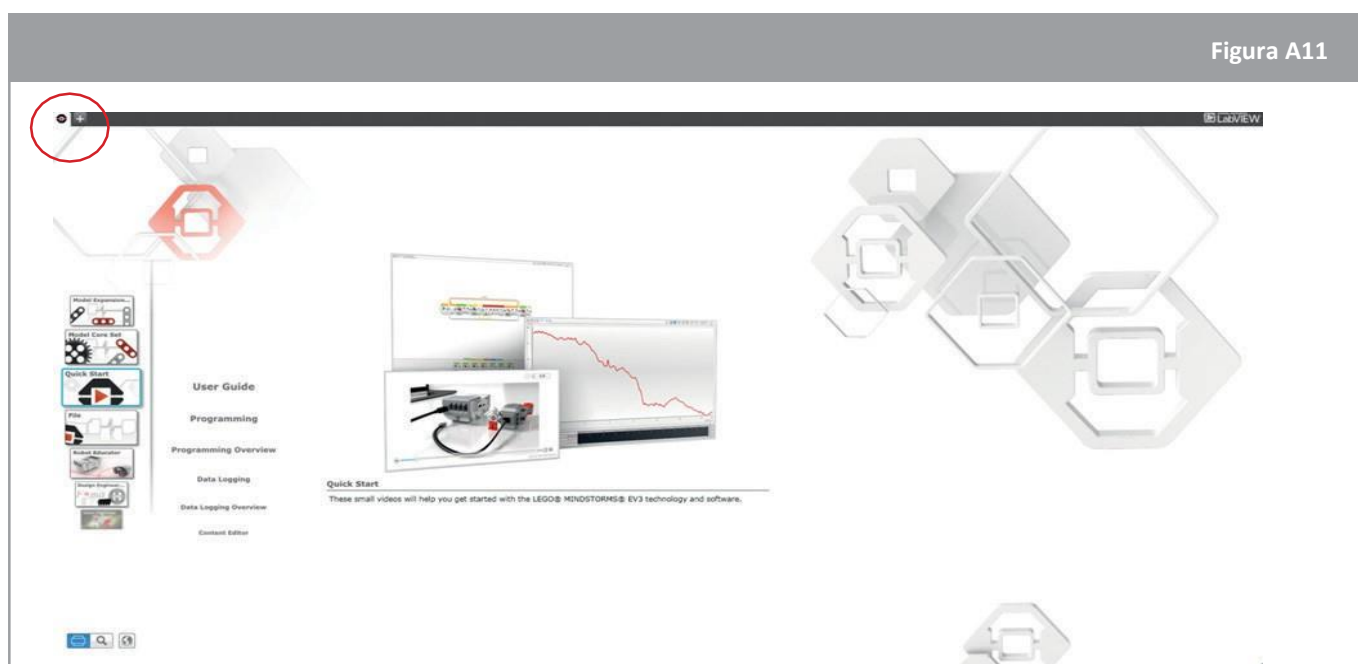 Figura A11
+
LabVIEW
Model Expansion...
Model Core Set
Quick Start
File
Robot Educator
Design Engineer...
User Guide
Programming
Programming Overview
Data Logging
Data Logging Overview
Content Editor
Quick Start
These small videos will help you get started with the LEGO® MINDSTORMS® EV3 technology and software.